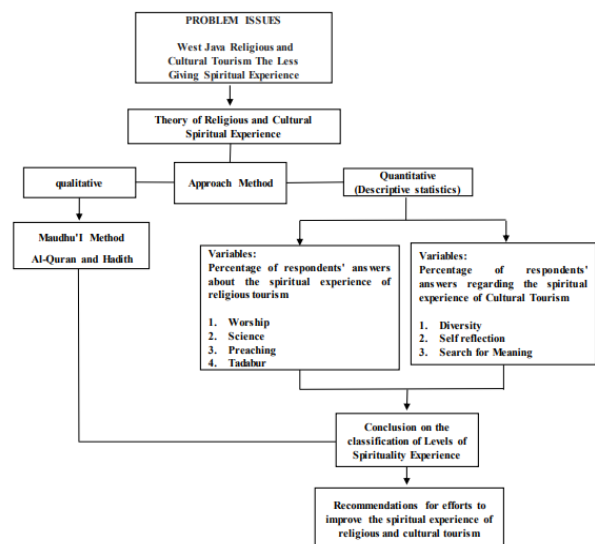 PROBLEM ISSUES
West Java Religious and
Cultural Tourism The Less
Giving Spiritual Experience
Theory of Religious and Cultural
Spiritual Experience
qualitative
Approach Method
Quantitative
(Descriptive statistics)
Maudhu'I Method
Al-Quran and Hadith
Variables:
Percentage of respondents' answers
about the spiritual experience of
religious tourism
1. Worship
2. Science
3. Preaching
4. Tadabur
Variables:
Percentage of respondents'
answers regarding the spiritual
experience of Cultural Tourism
1. Diversity
2. Self reflection
3. Search for Meaning
Conclusion on the
classification of Levels of
Spirituality Experience
Recommendations for efforts to
improve the spiritual experience of
religious and cultural tourism